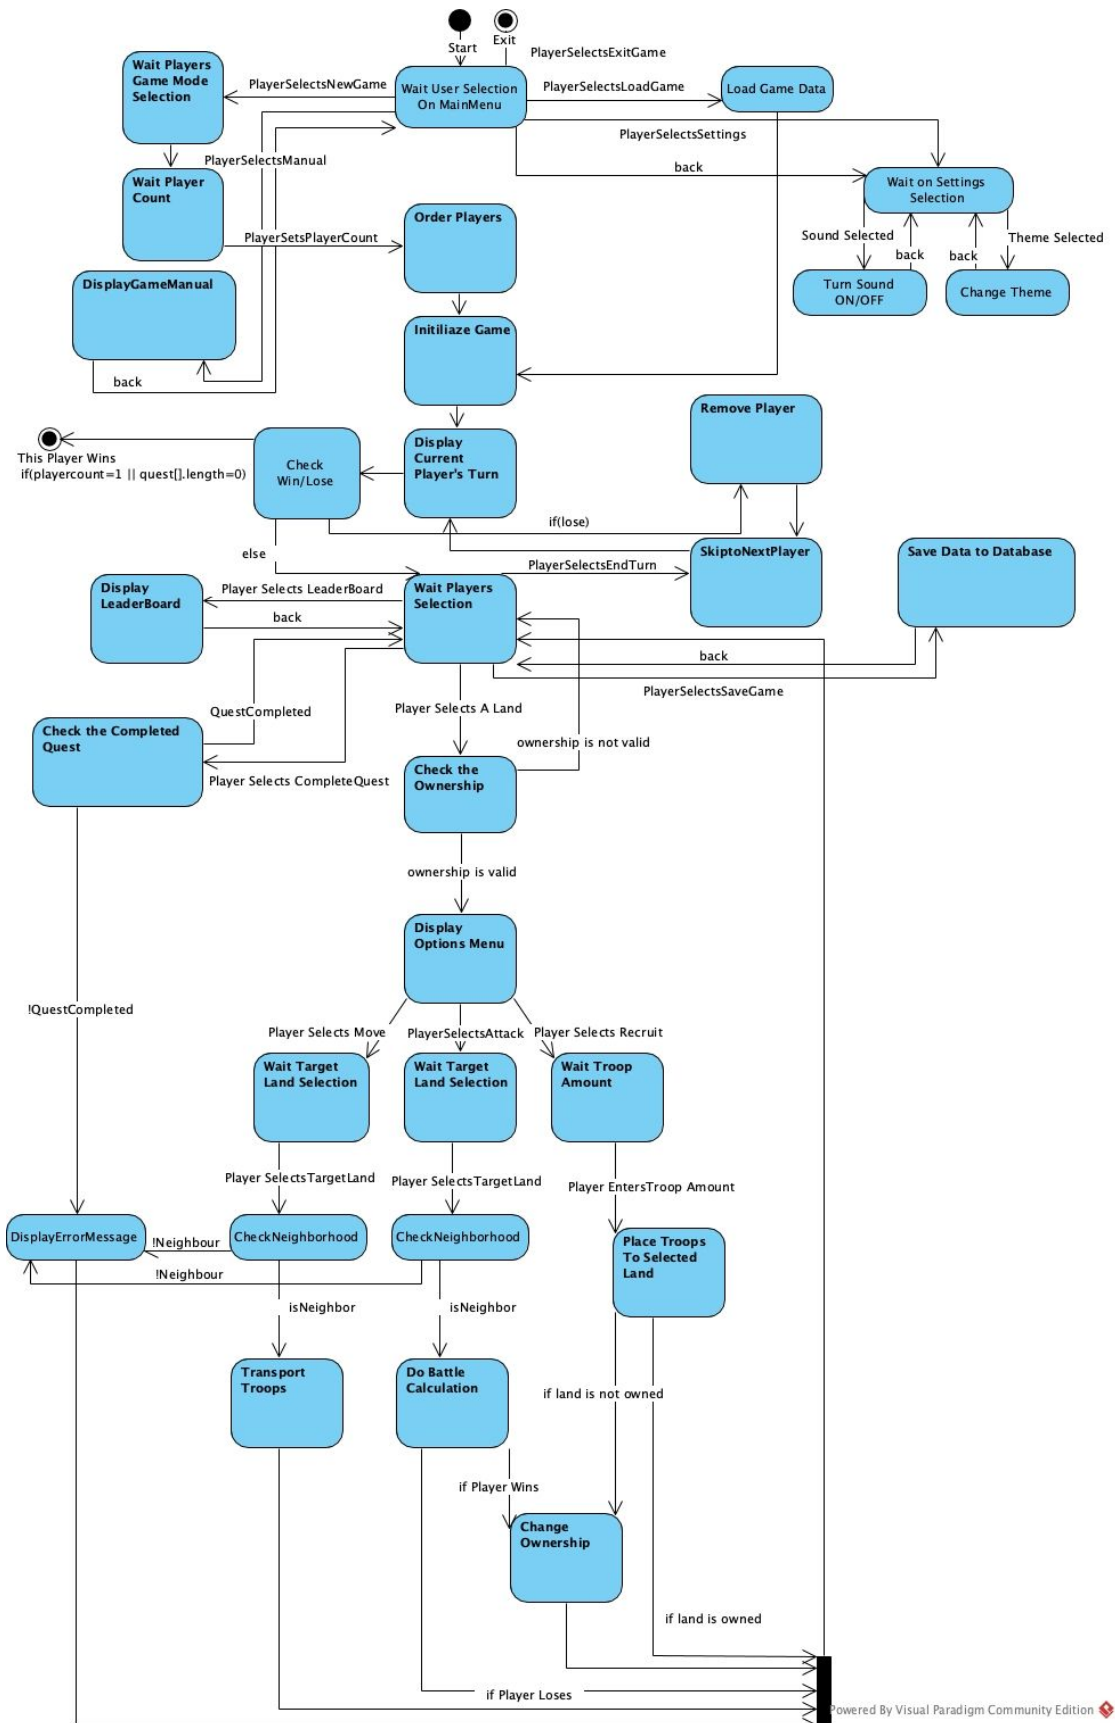 Start
Exit
PlayerSelectsExitGame
Wait Players
Game Mode
Selection
PlayerSelectsNewGame
Wait User Selection
On MainMenu
PlayerSelectsLoadGame
Load Game Data
PlayerSelectsSettings
PlayerSelectsManual
back
Wait Player
Count
Wait on Settings
Selection
Order Players
PlayerSetsPlayerCount
Sound Selected
back
back
Theme Selected
DisplayGameManual
Turn Sound
ON/OFF
Change Theme
Initiliaze Game
back
Remove Player
This Player Wins
if(playercount=1 || quest[].length=0)
Check
Win/Lose
Display
Current
Player's Turn
if(lose)
else
SkiptoNextPlayer
Save Data to Database
PlayerSelectsEndTurn
Display
LeaderBoard
Player Selects LeaderBoard
Wait Players
Selection
back
back
PlayerSelectsSaveGame
QuestCompleted
Player Selects A Land
Check the Completed
Quest
ownership is not valid
Player Selects CompleteQuest
Check the
Ownership
ownership is valid
Display
Options Menu
!QuestCompleted
Player Selects Move
PlayerSelectsAttack
Player Selects Recruit
Wait Target
Land Selection
Wait Target
Land Selection
Wait Troop
Amount
Player SelectsTargetLand
Player SelectsTargetLand
Player EntersTroop Amount
DisplayErrorMessage
!Neighbour
CheckNeighborhood
CheckNeighborhood
Place Troops
To Selected
Land
!Neighbour
isNeighbor
isNeighbor
Transport
Troops
Do Battle
Calculation
if land is not owned
if Player Wins
Change
Ownership
if land is owned
if Player Loses
Powered By Visual Paradigm Community Edition